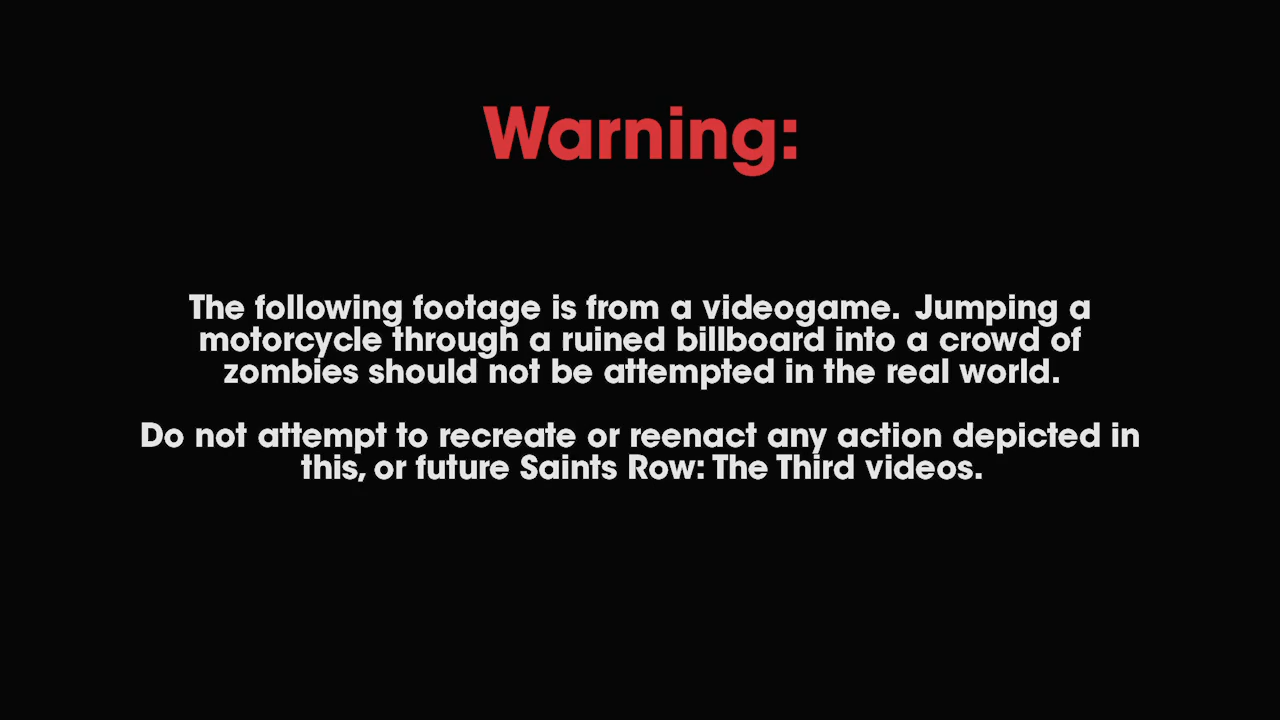 Warning:
The following footage is from a videogame. Jumping a
motorcycle through a ruined billboard into a crowd of
zombies should not be attempted in the real world.
Do not attempt to recreate or reenact any action depicted in
this, or future Saints Row: The Third videos.